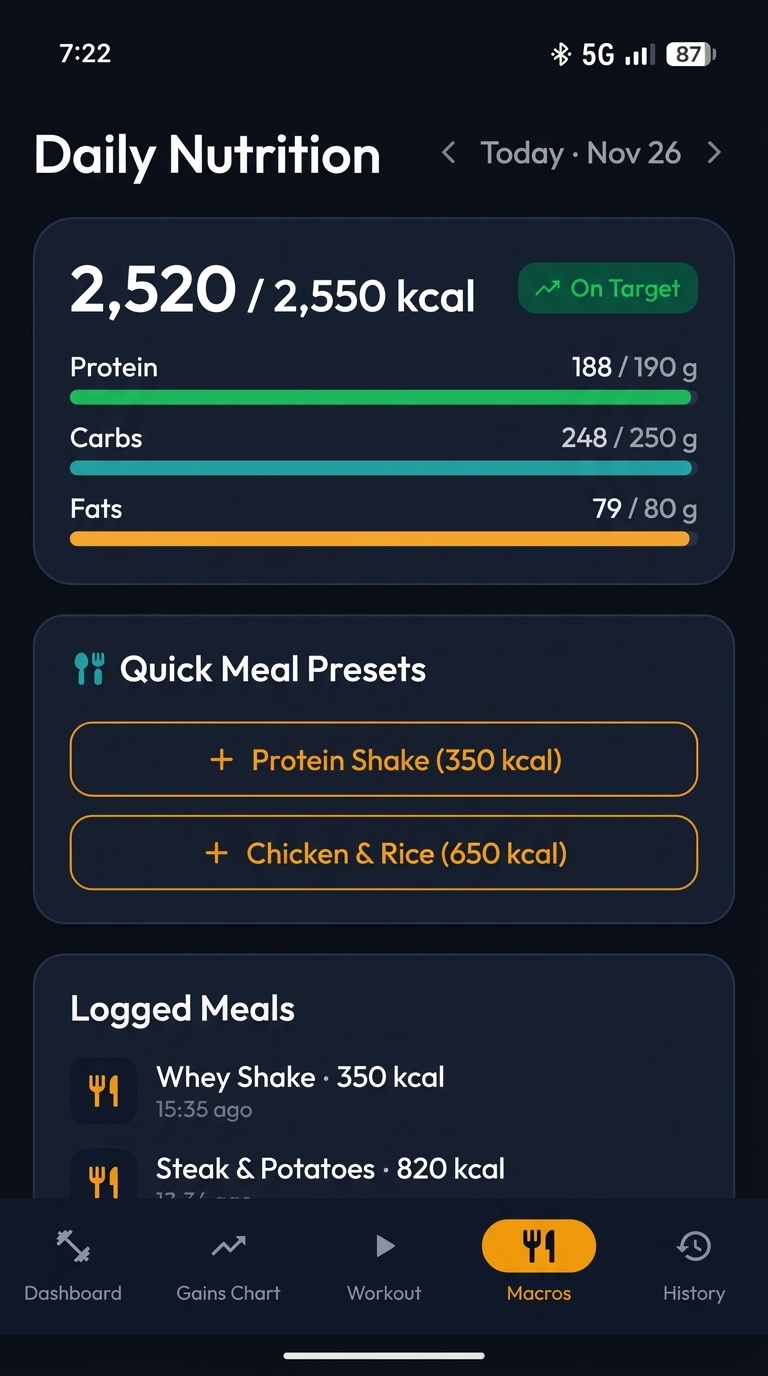 7:22
5G
87
Daily Nutrition
Today · Nov 26
2,520 / 2,550 kcal
On Target
Protein
188 / 190 g
Carbs
248 / 250 g
Fats
79 / 80 g
Quick Meal Presets
+ Protein Shake (350 kcal)
+ Chicken & Rice (650 kcal)
Logged Meals
Whey Shake · 350 kcal
15:35 ago
Steak & Potatoes · 820 kcal
Dashboard
Gains Chart
Workout
Macros
History